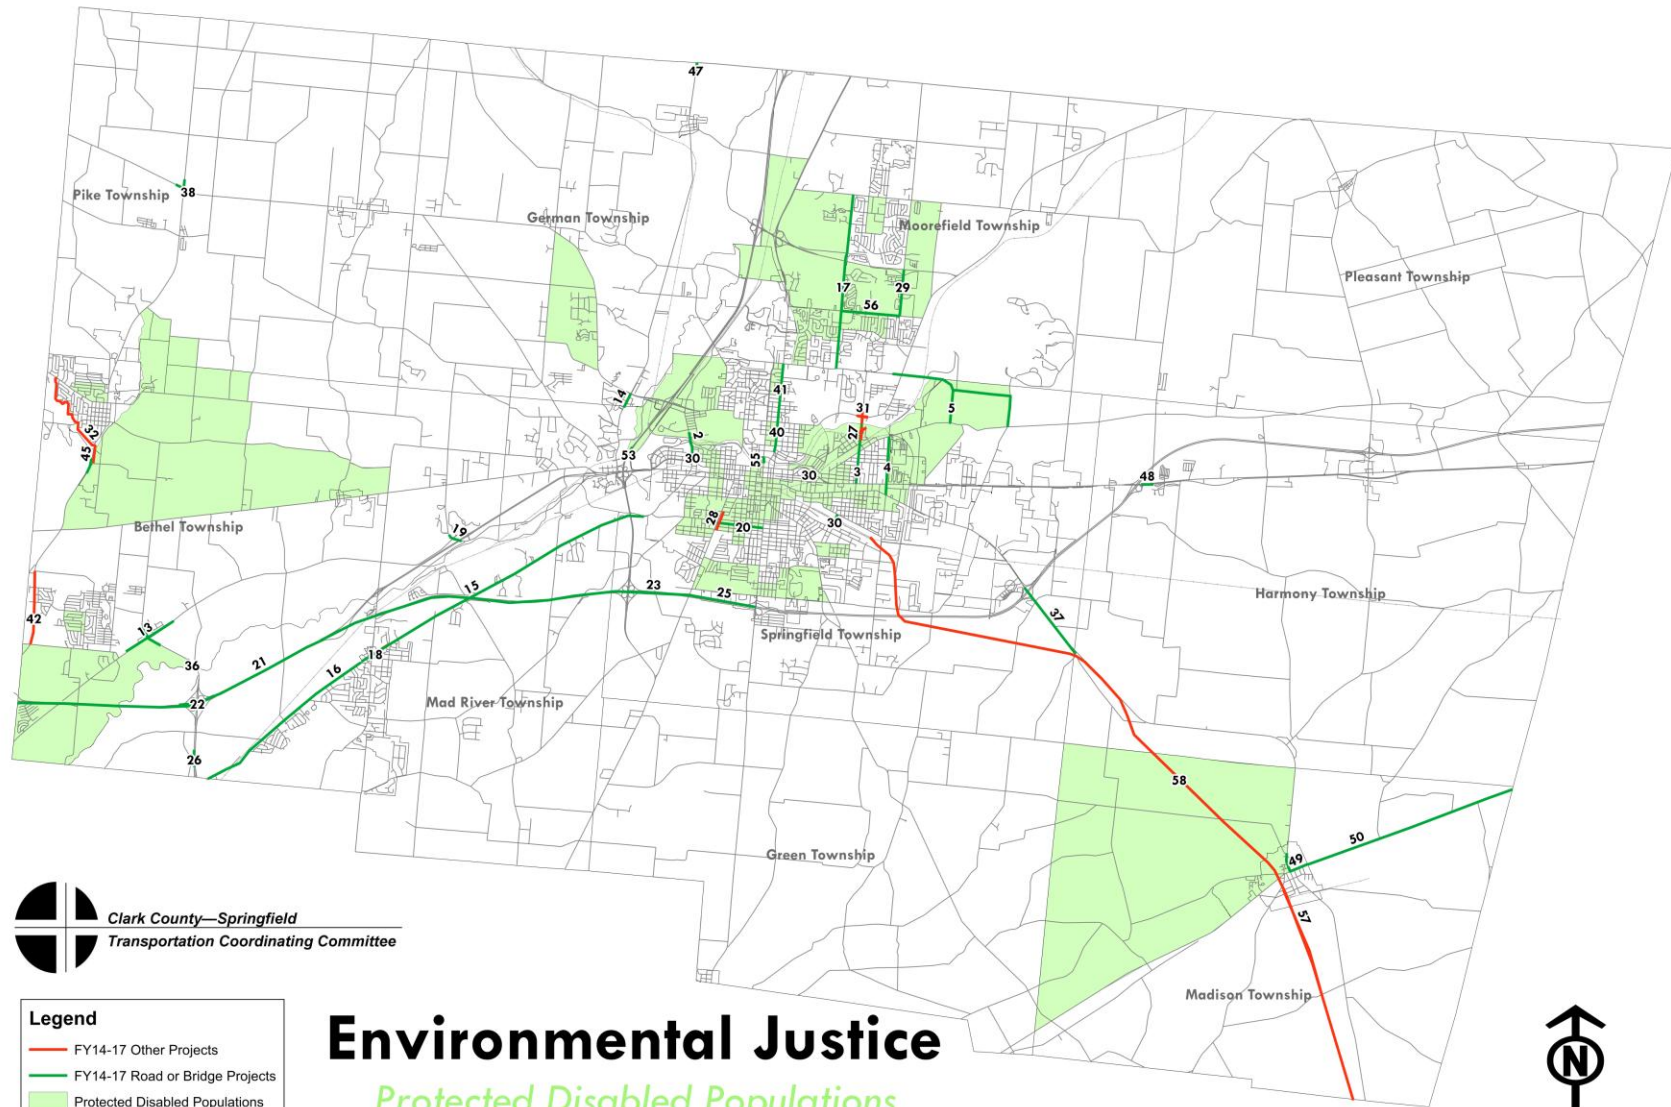 47
Pike Township
38
German Township
Moorefield Township
Pleasant Township
17
29
56
14
41
31
5
32
45
2
40
27
53
30
55
30
3
4
48
Bethel Township
28
20
30
19
15
23
25
Harmony Township
42
13
37
Springfield Township
36
21
16
18
22
Mad River Township
26
58
50
49
Green Township
57
Madison Township
Clark County—Springfield
Transportation Coordinating Committee
Legend
FY14-17 Other Projects
FY14-17 Road or Bridge Projects
Protected Disabled Populations
Environmental Justice
Protected Disabled Populations
N